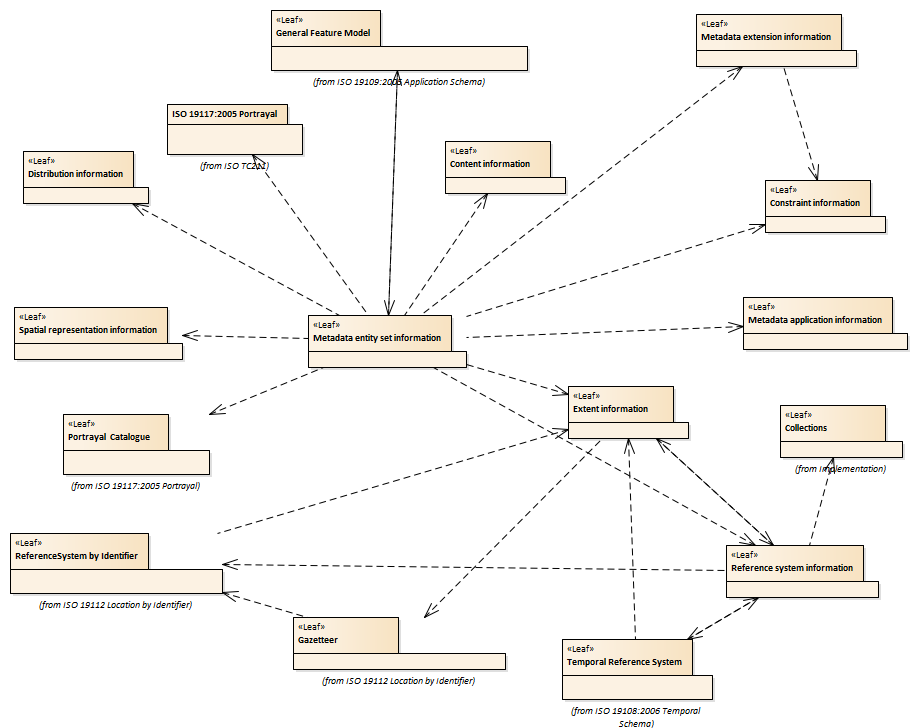 «Leaf»
General Feature Model
(from ISO 19109:2005 Application Schema)
«Leaf»
Metadata extension information
ISO 19117:2005 Portrayal
(from ISO TC211)
«Leaf»
Distribution information
«Leaf»
Content information
«Leaf»
Constraint information
«Leaf»
Spatial representation information
«Leaf»
Metadata entity set information
«Leaf»
Metadata application information
«Leaf»
Portrayal Catalogue
(from ISO 19117:2005 Portrayal)
«Leaf»
Extent information
«Leaf»
Collections
(from Implementation)
«Leaf»
ReferenceSystem by Identifier
(from ISO 19112 Location by Identifier)
«Leaf»
Reference system information
«Leaf»
Gazetteer
(from ISO 19112 Location by Identifier)
«Leaf»
Temporal Reference System
(from ISO 19108:2006 Temporal
Schema)